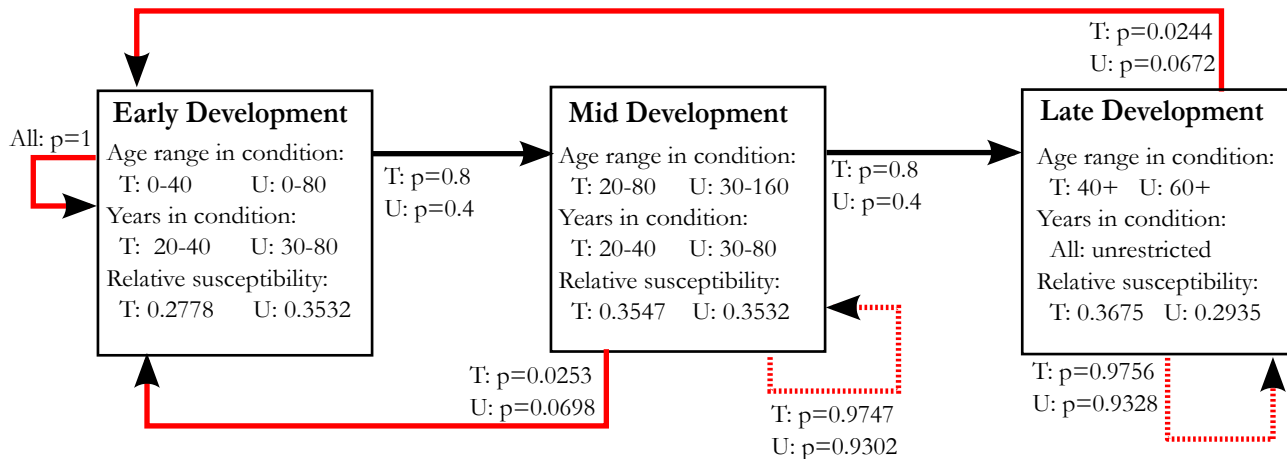 T: p=0.0244
U: p=0.0672
Early Development
All: p=1
Age range in condition:
T: 0-40 U: 0-80
Years in condition:
T: 20-40 U: 30-80
Relative susceptibility:
T: 0.2778 U: 0.3532
T: p=0.8
U: p=0.4
Mid Development
Age range in condition:
T: 20-80 U: 30-160
Years in condition:
T: 20-40 U: 30-80
Relative susceptibility:
T: 0.3547 U: 0.3532
T: p=0.8
U: p=0.4
Late Development
Age range in condition:
T: 40+ U: 60+
Years in condition:
All: unrestricted
Relative susceptibility:
T: 0.3675 U: 0.2935
T: p=0.0253
U: p=0.0698
T: p=0.9747
U: p=0.9302
T: p=0.9756
U: p=0.9328